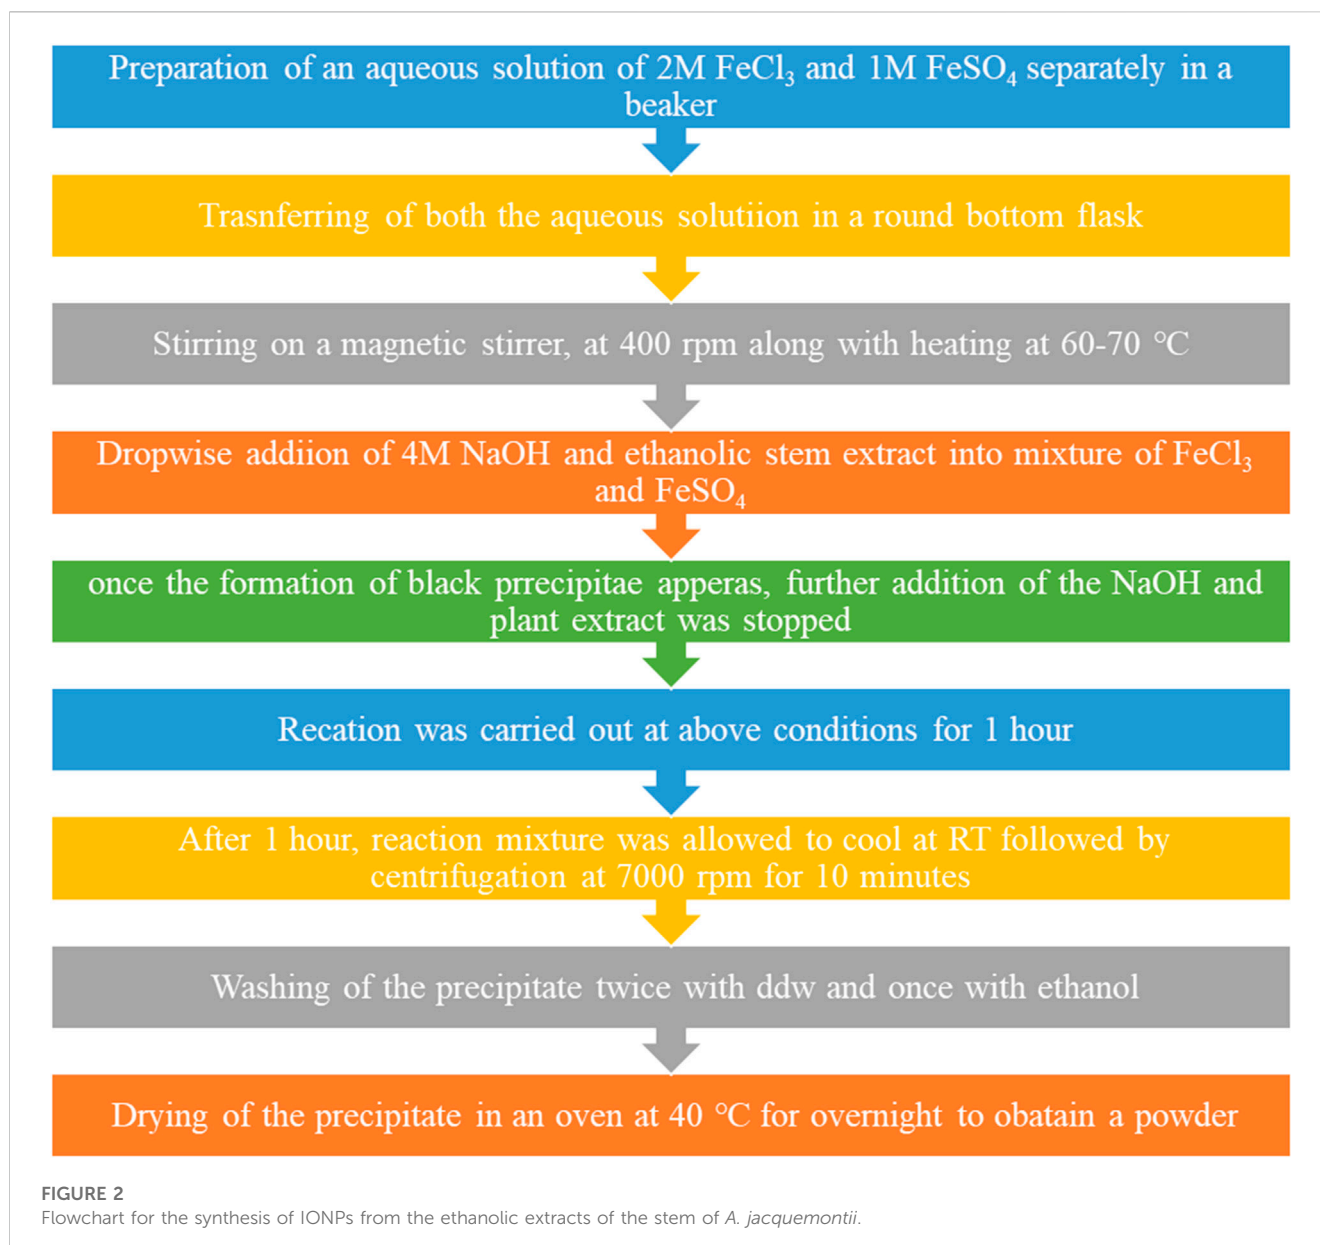 Preparation of an aqueous solution of 2M FeCl₃ and 1M FeSO₄ separately in a
beaker
Trasnferring of both the aqueous solutiion in a round bottom flask
Stirring on a magnetic stirrer, at 400 rpm along with heating at 60-70 °C
Dropwise addiion of 4M NaOH and ethanolic stem extract into mixture of FeCl₃
and FeSO₄
once the formation of black prrecipitae apperas, further addition of the NaOH and
plant extract was stopped
Recation was carried out at above conditions for 1 hour
After 1 hour, reaction mixture was allowed to cool at RT followed by
centrifugation at 7000 rpm for 10 minutes
Washing of the precipitate twice with ddw and once with ethanol
Drying of the precipitate in an oven at 40 °C for overnight to obatain a powder
FIGURE 2
Flowchart for the synthesis of IONPs from the ethanolic extracts of the stem of A. jacquemontii.